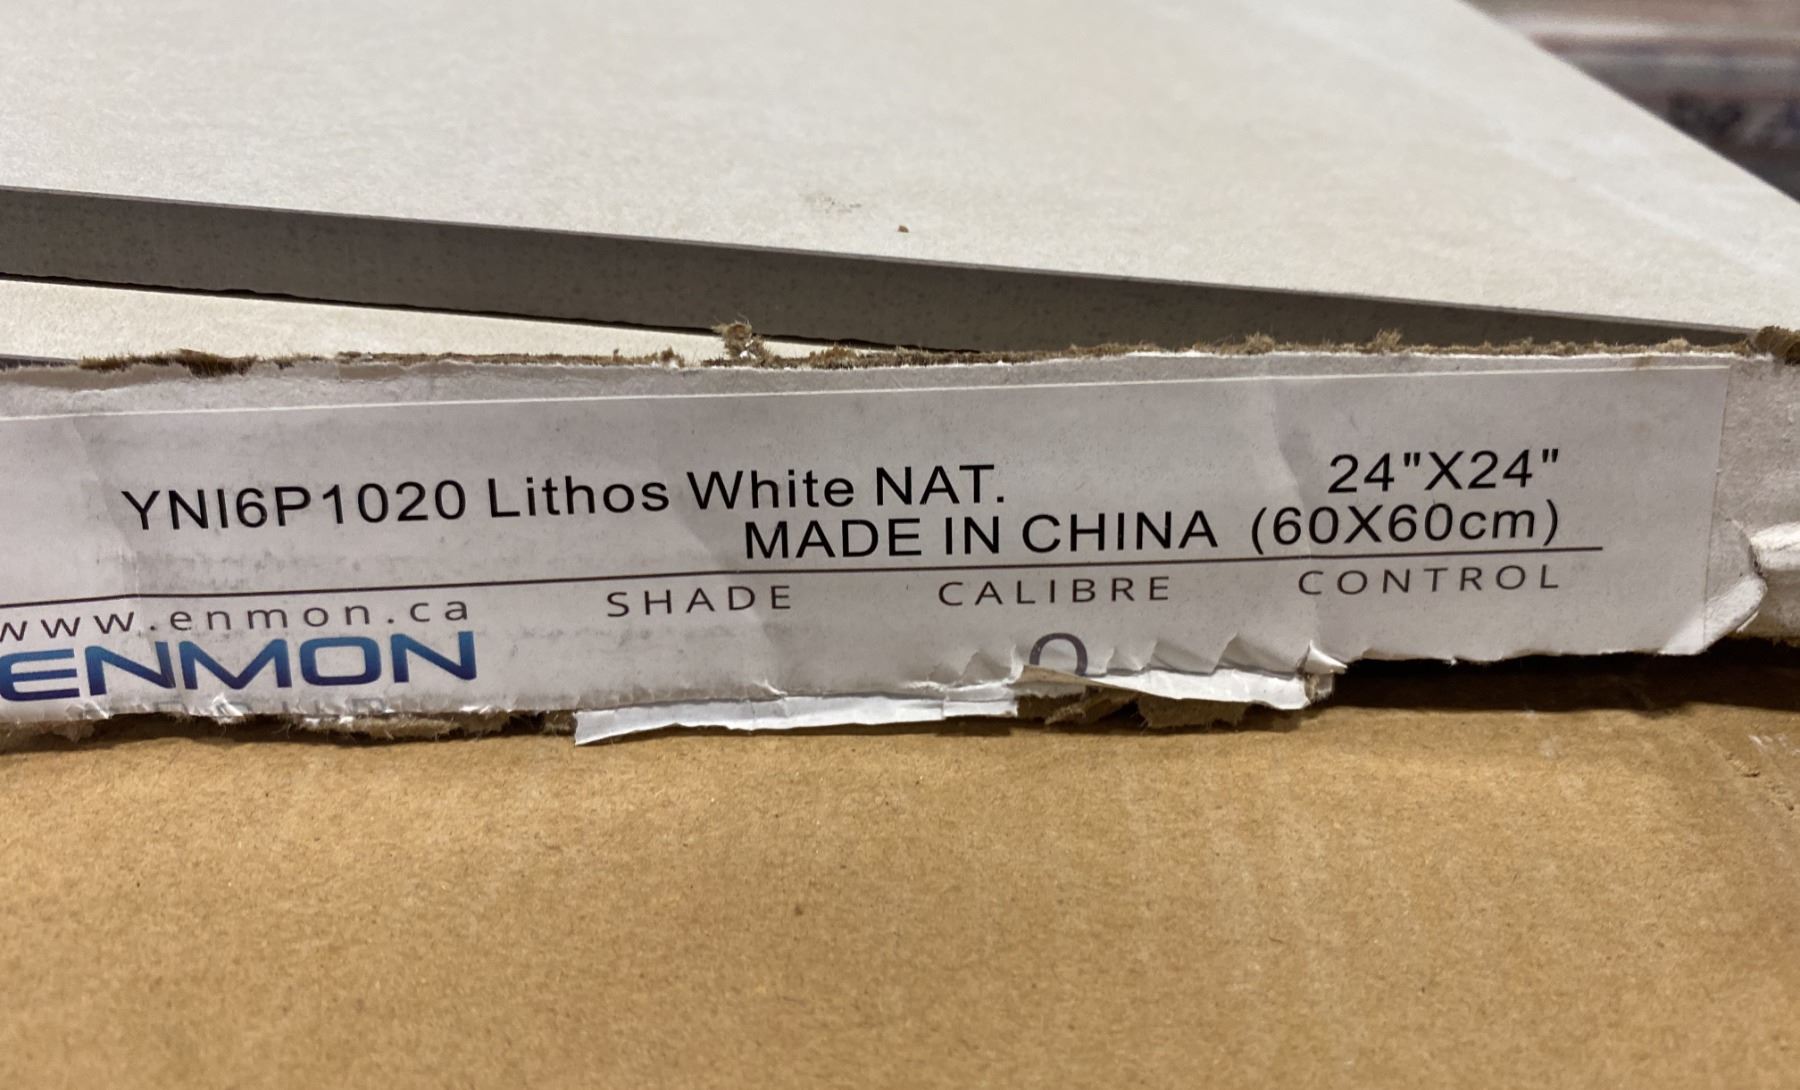 YNI6P1020 Lithos White NAT. 24"X24"
MADE IN CHINA (60X60cm)
www.enmon.ca SHADE CALIBRE CONTROL
ENMON